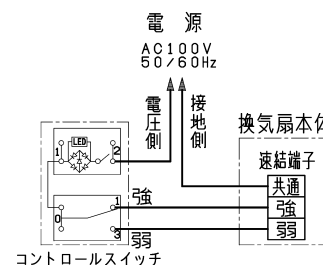 電 源
AC100V
50/60Hz
電圧側
接地側
換気扇本体
速結端子
共通
強
弱
LED
1
2
強
1
0
3
弱
コントロールスイッチ